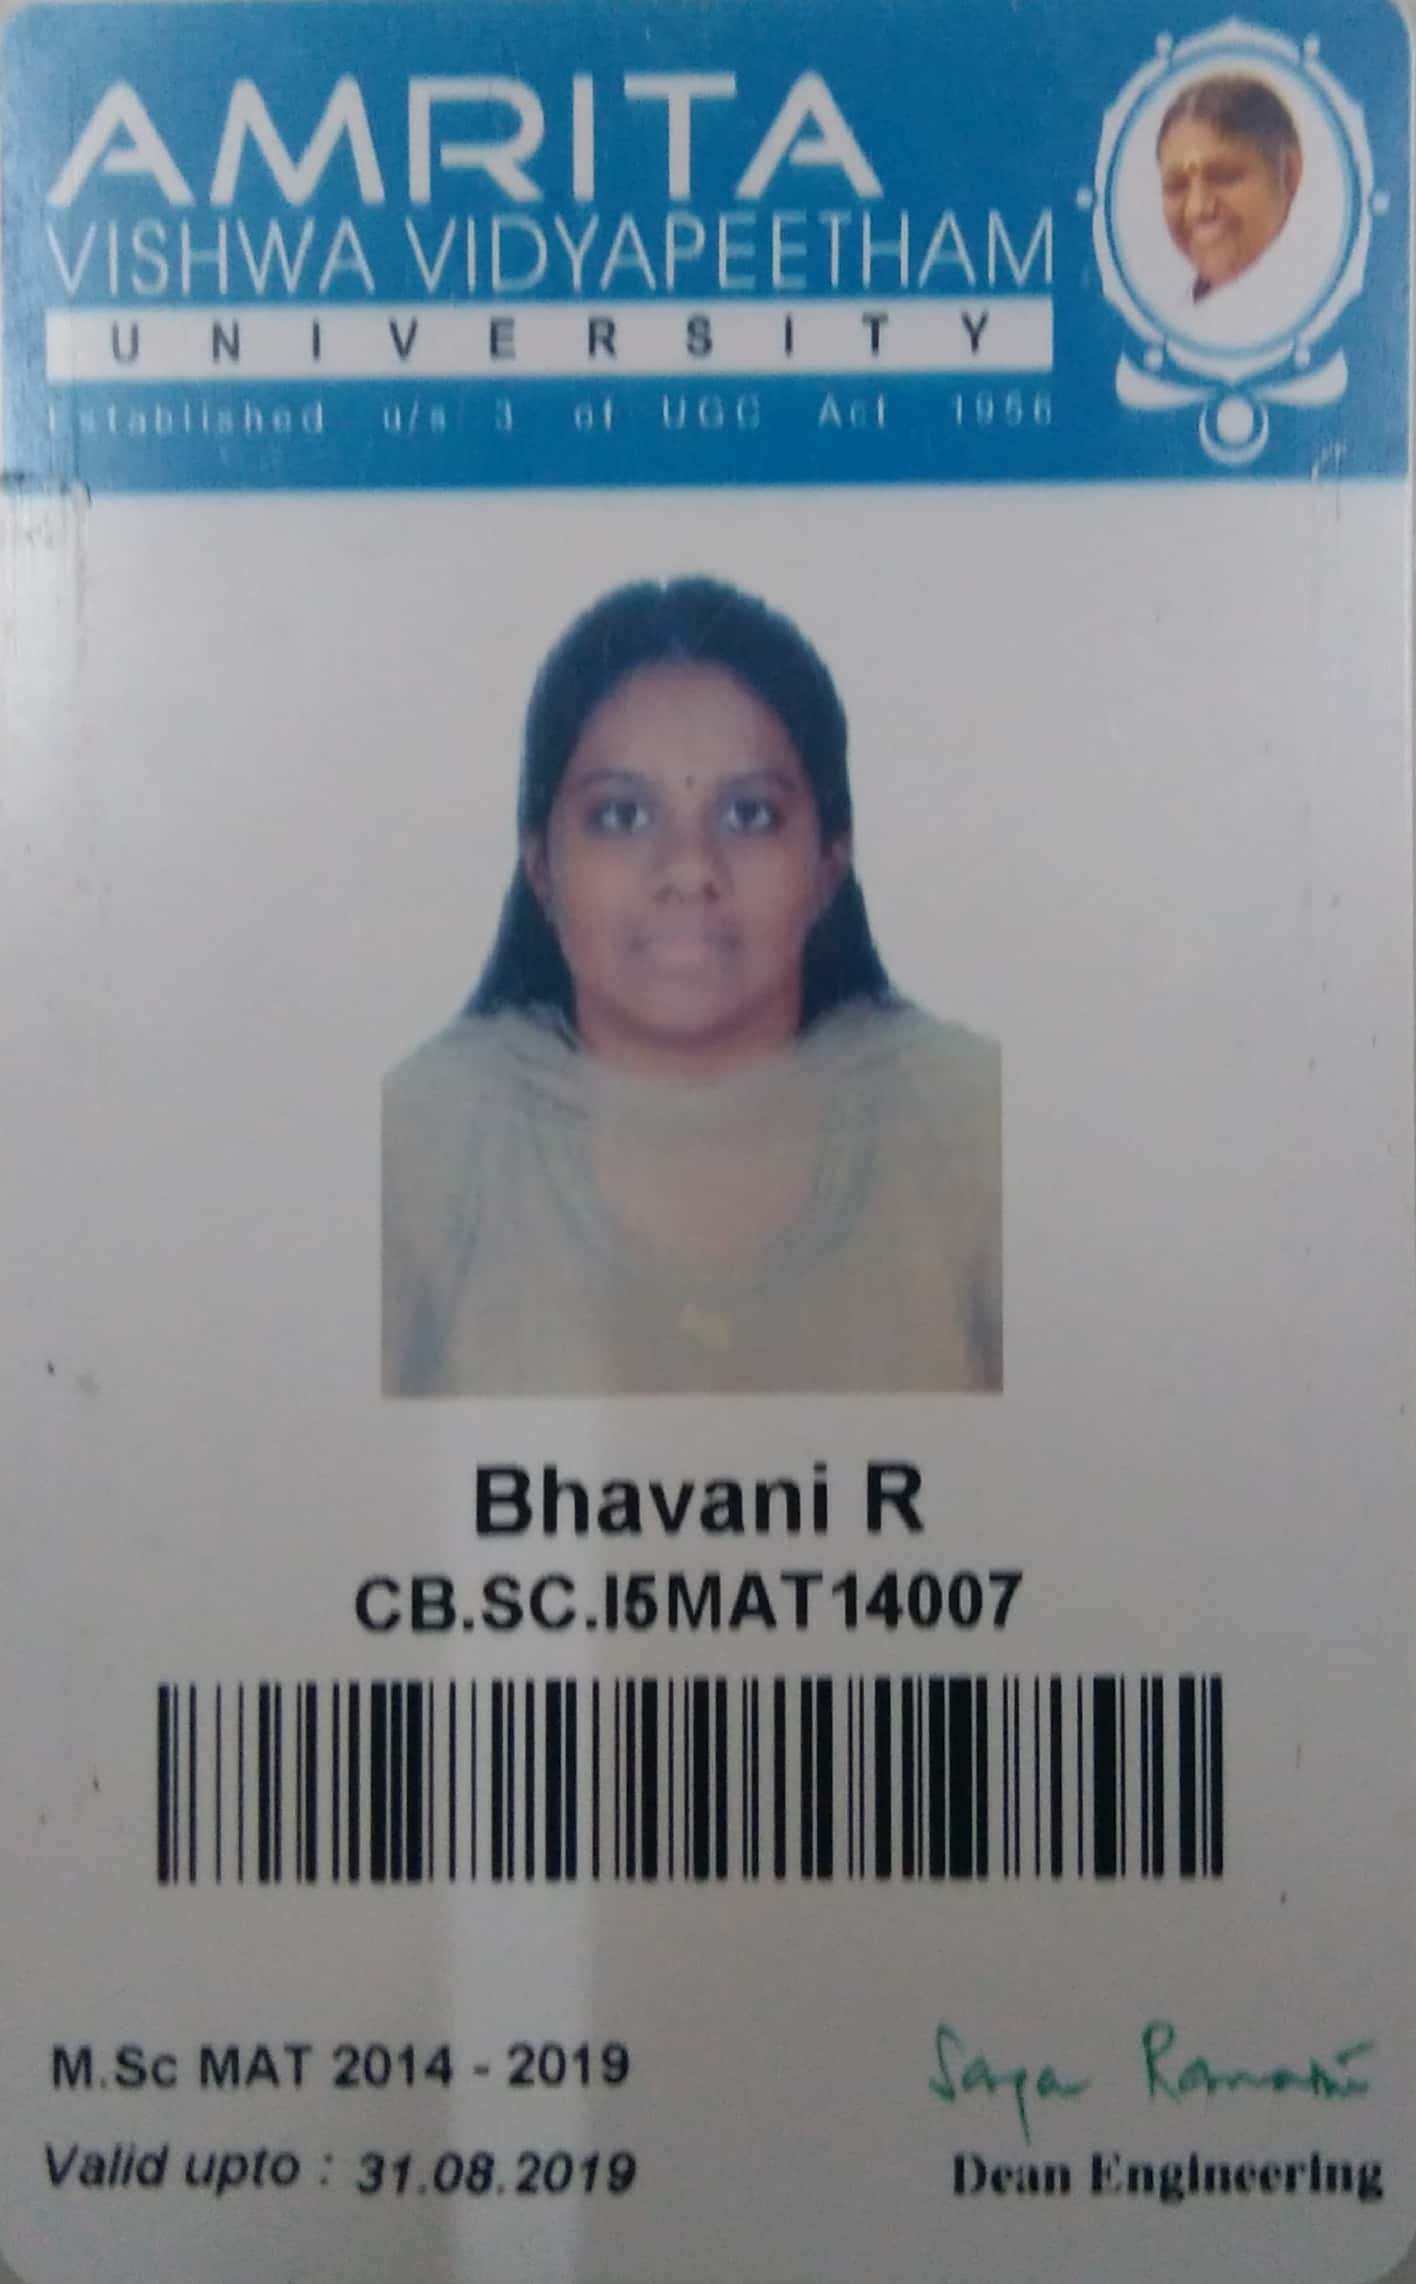 AMRITA
VISHWA VIDYAPEETHAM
UNIVERSITY
Established u/s 3 of UGC Act 1956
Bhavani R
CB.SC.I5MAT14007
M.Sc MAT 2014 - 2019
Valid upto : 31.08.2019
Dean Engineering